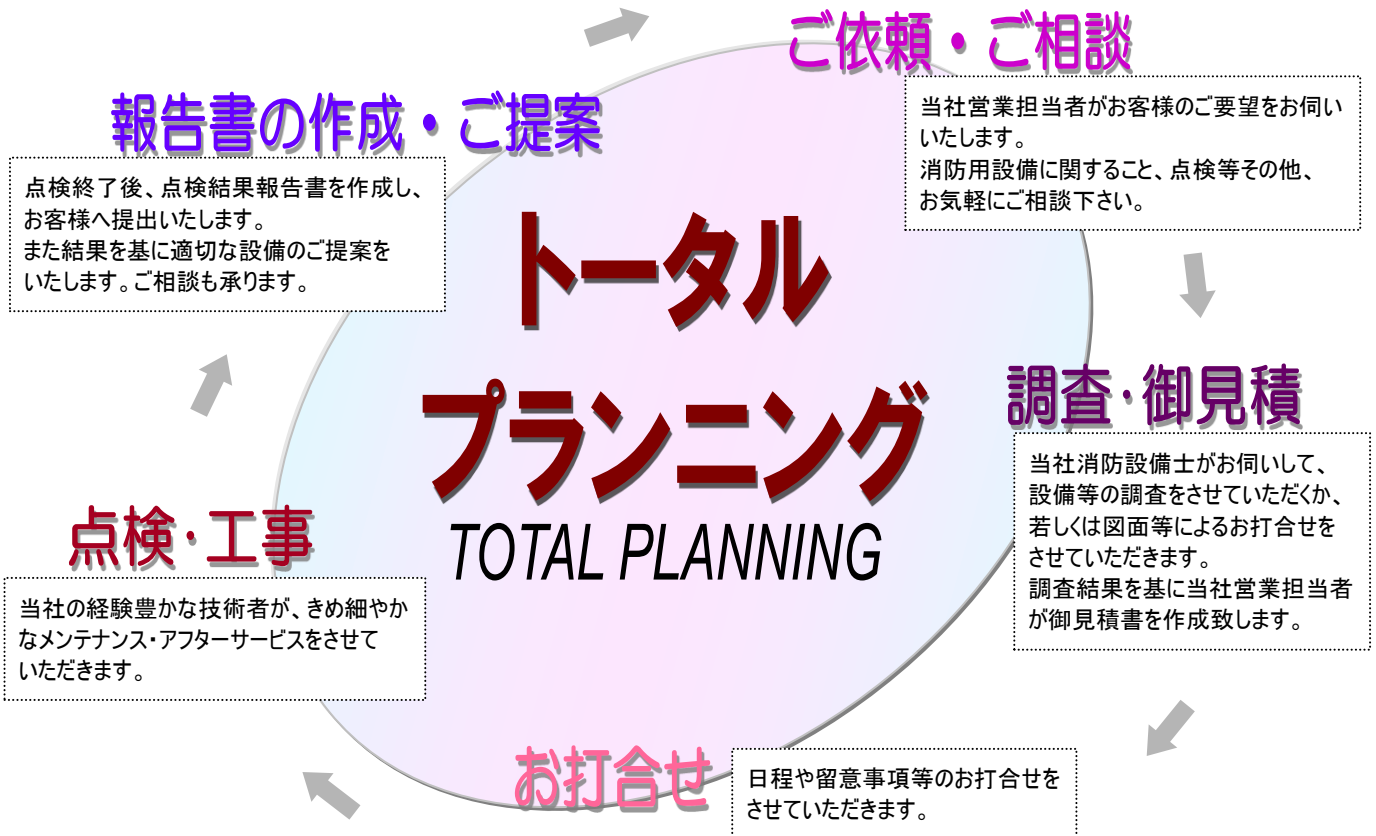 ご依頼・ご相談
当社営業担当者がお客様のご要望をお伺い
いたします。
消防用設備に関すること、点検等その他、
お気軽にご相談下さい。
報告書の作成・ご提案
点検終了後、点検結果報告書を作成し、
お客様へ提出いたします。
また結果を基に適切な設備のご提案を
いたします。ご相談も承ります。
トータル
プランニング
TOTAL PLANNING
調査・御見積
当社消防設備士がお伺いして、
設備等の調査をさせていただくか、
若しくは図面等によるお打合せを
させていただきます。
調査結果を基に当社営業担当者
が御見積書を作成致します。
点検・工事
当社の経験豊かな技術者が、きめ細やか
なメンテナンス・アフターサービスをさせて
いただきます。
お打合せ
日程や留意事項等のお打合せを
させていただきます。